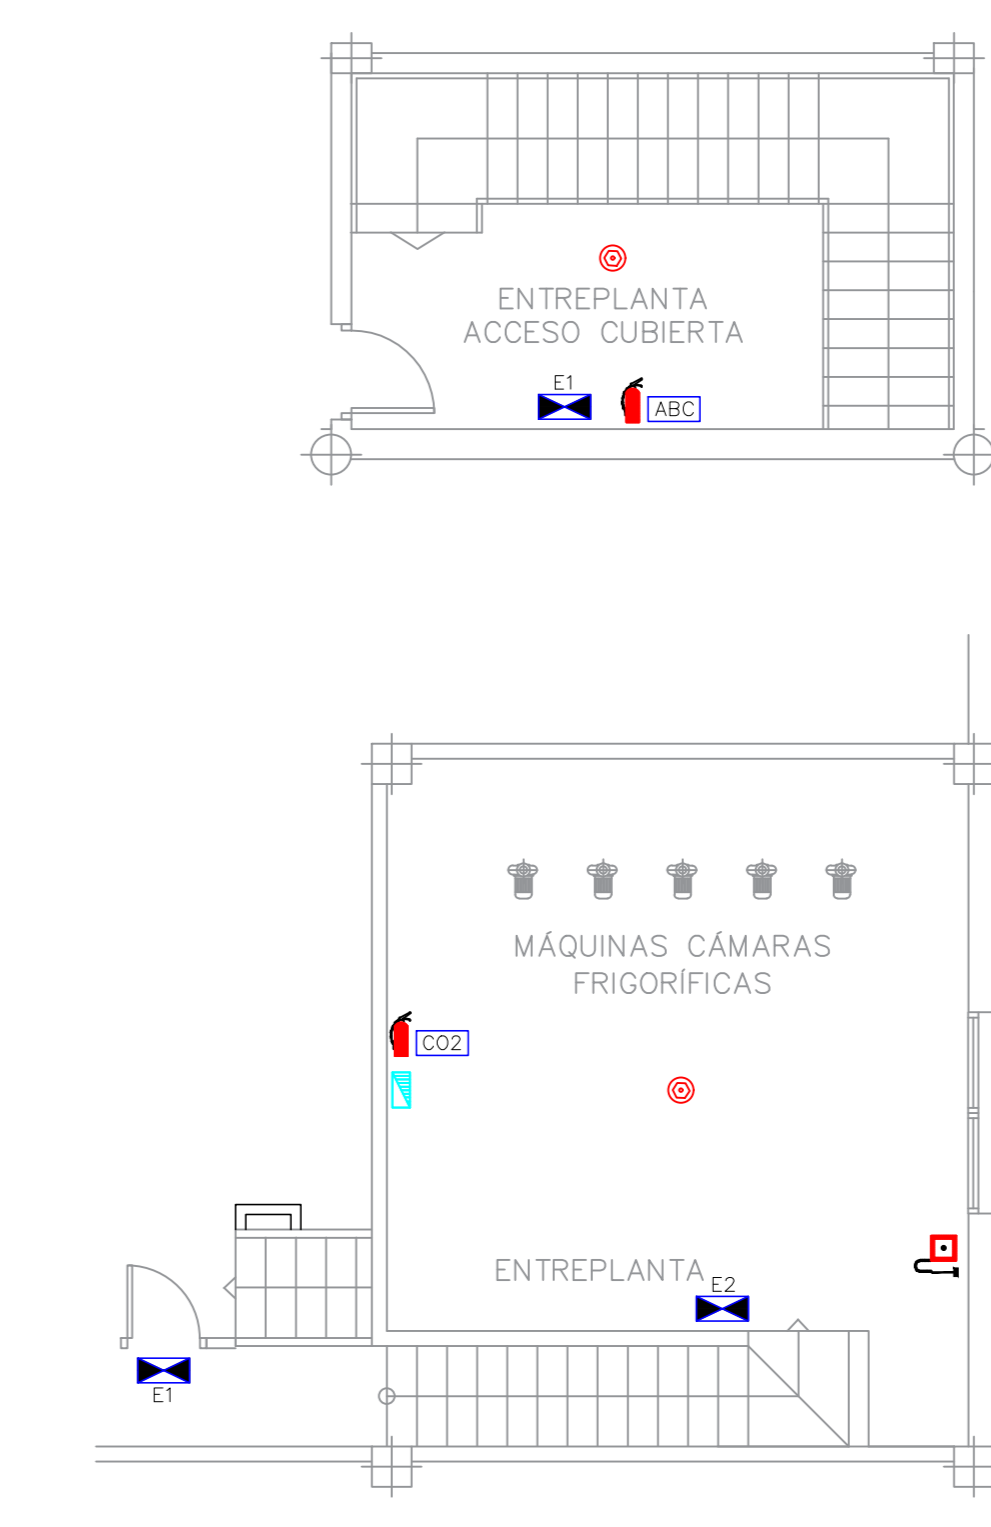 ENTREPLANTA
ACCESO CUBIERTA
E1
ABC
MÁQUINAS CÁMARAS
FRIGORÍFICAS
CO2
ENTREPLANTA
E2
E1